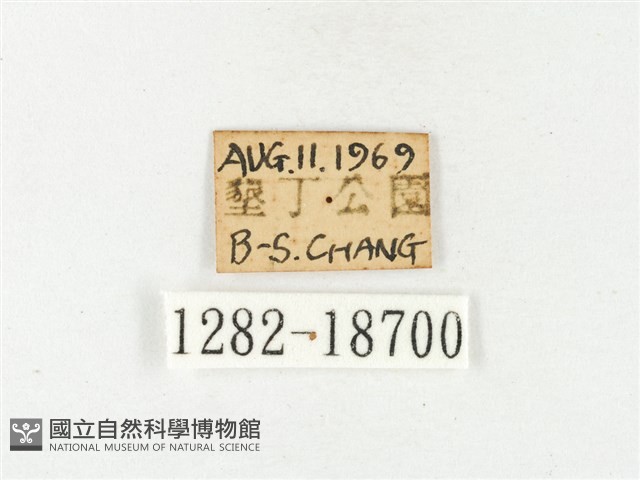 AUG.11.1969
墾丁公園
B-S.CHANG
1282-18700
國立自然科學博物館
NATIONAL MUSEUM OF NATURAL SCIENCE